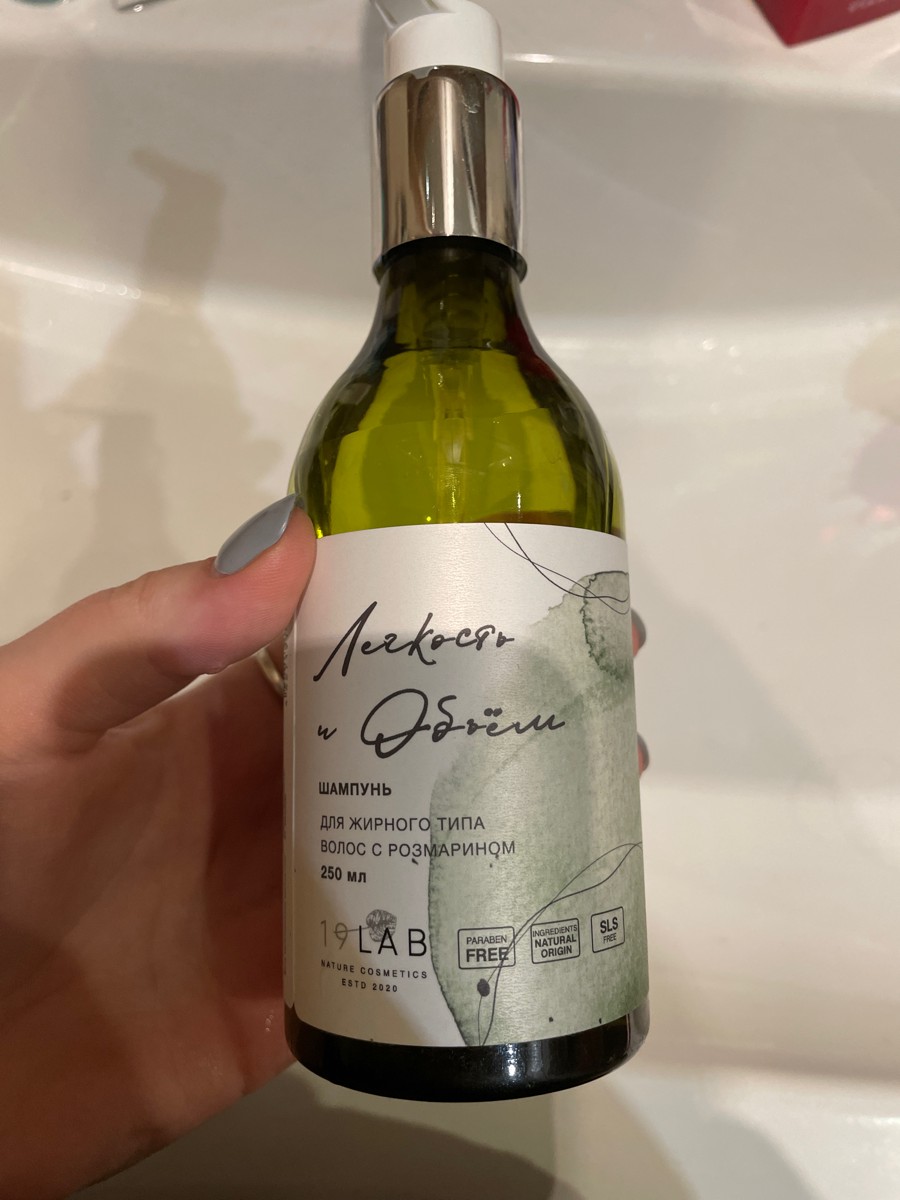 Легкость
и Объём
ШАМПУНЬ
ДЛЯ ЖИРНОГО ТИПА
ВОЛОС С РОЗМАРИНОМ
250 мл
19LAB
NATURE COSMETICS
ESTD 2020
PARABEN
FREE
INGREDIENTS
NATURAL
ORIGIN
SLS
FREE